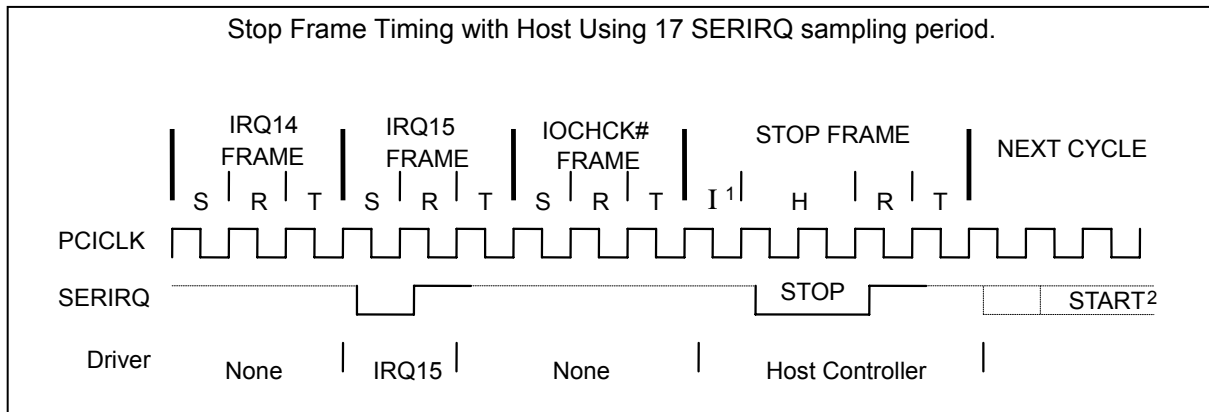 Stop Frame Timing with Host Using 17 SERIRQ sampling period.
IRQ14 FRAME
IRQ15 FRAME
IOCHCK# FRAME
STOP FRAME
NEXT CYCLE
S R T S R T S R T I 1 H R T
PCICLK
SERIRQ STOP START 2
Driver None IRQ15 None Host Controller